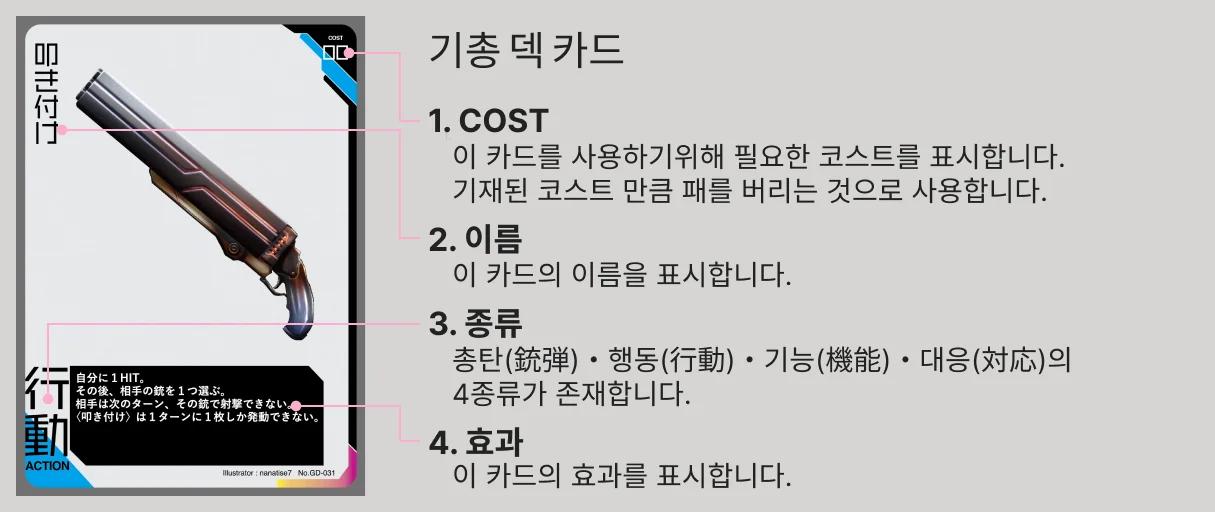 叩き付け
COST
行動
ACTION
自分に1HIT。
その後、相手の銃を1つ選ぶ。
相手は次のターン、その銃で射撃できない。
〈叩き付け〉は1ターンに1枚しか発動できない。
Illustrator : nanatise7 No.GD-031
기총 덱 카드
1. COST
이 카드를 사용하기위해 필요한 코스트를 표시합니다.
기재된 코스트 만큼 패를 버리는 것으로 사용합니다.
2. 이름
이 카드의 이름을 표시합니다.
3. 종류
총탄(銃弾)・행동(行動)・기능(機能)・대응(対応)의
4종류가 존재합니다.
4. 효과
이 카드의 효과를 표시합니다.